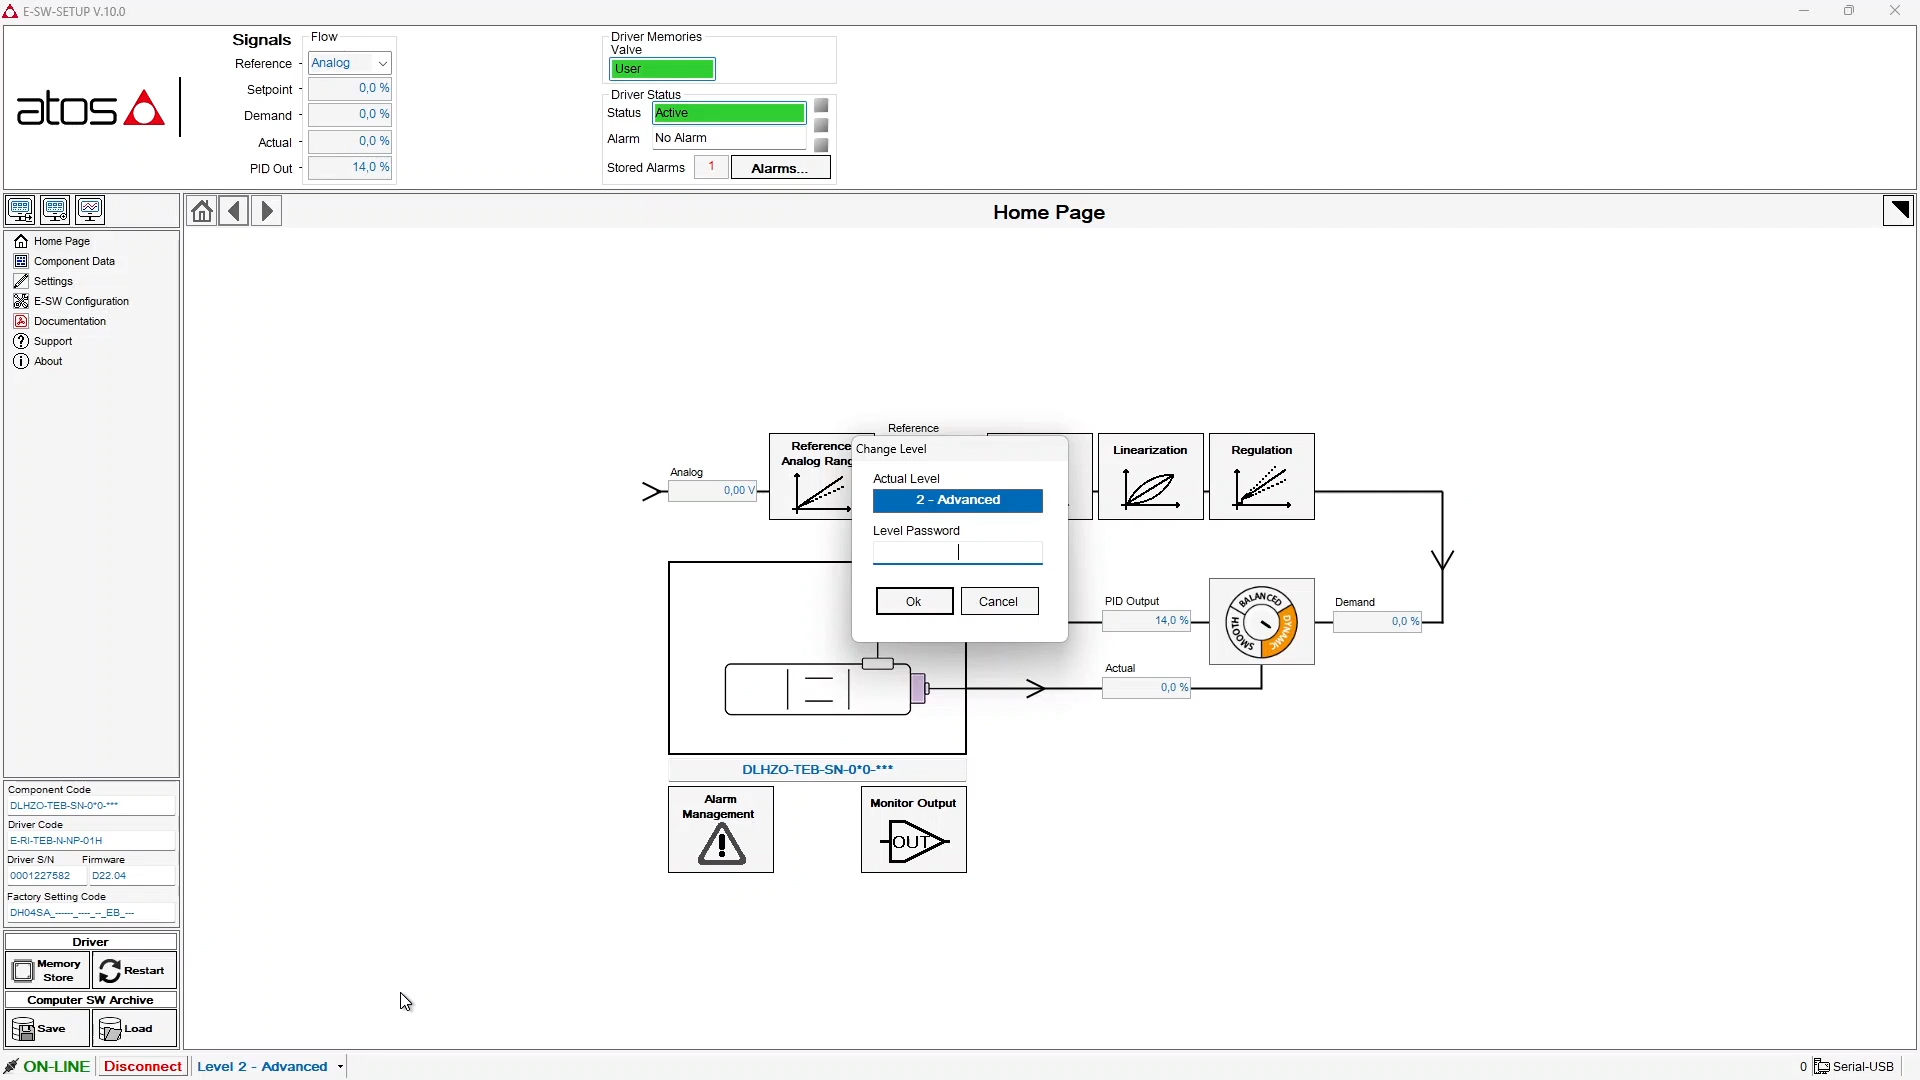 E-SW-SETUP V.10.0
atos
Signals
Flow
Reference
Analog
Setpoint
0,0 %
Demand
0,0 %
Actual
0,0 %
PID Out
14,0 %
Driver Memories
Valve
User
Driver Status
Status
Active
Alarm
No Alarm
Stored Alarms
1
Alarms...
Home Page
Home Page
Component Data
Settings
E-SW Configuration
Documentation
Support
About
Component Code
DLHZO-TEB-SN-0*0-***
Driver Code
E-RI-TEB-N-NP-01H
Driver S/N Firmware
0001227582 D22.04
Factory Setting Code
Driver
Memory
Store
Restart
Computer SW Archive
Save
Load
Reference
Analog
0,00 V
Reference
Analog Rang
Linearization
Regulation
Change Level
Actual Level
2 - Advanced
Level Password
Ok
Cancel
PID Output
14,0 %
BALANCED
DYNAMIC
SMOOTH
Demand
0,0 %
Actual
0,0 %
DLHZO-TEB-SN-0*0-***
Alarm
Management
Monitor Output
OUT
ON-LINE
Disconnect
Level 2 - Advanced
0
Serial-USB